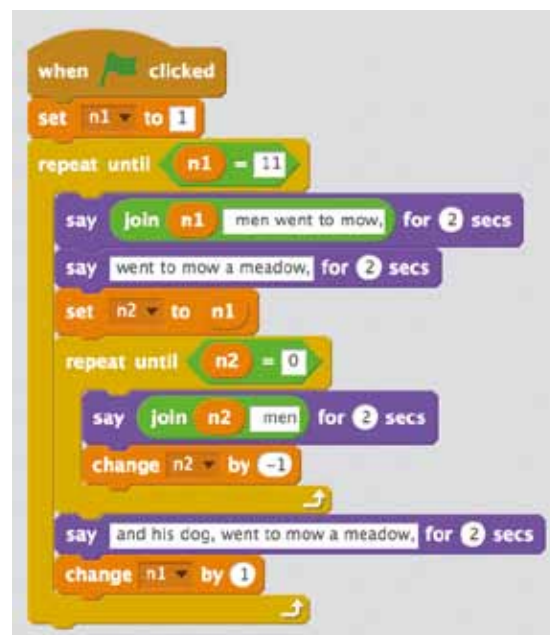 when clicked
set n1 to 1
repeat until n1 = 11
say join n1 men went to mow, for 2 secs
say went to mow a meadow, for 2 secs
set n2 to n1
repeat until n2 = 0
say join n2 men for 2 secs
change n2 by -1
say and his dog, went to mow a meadow, for 2 secs
change n1 by 1